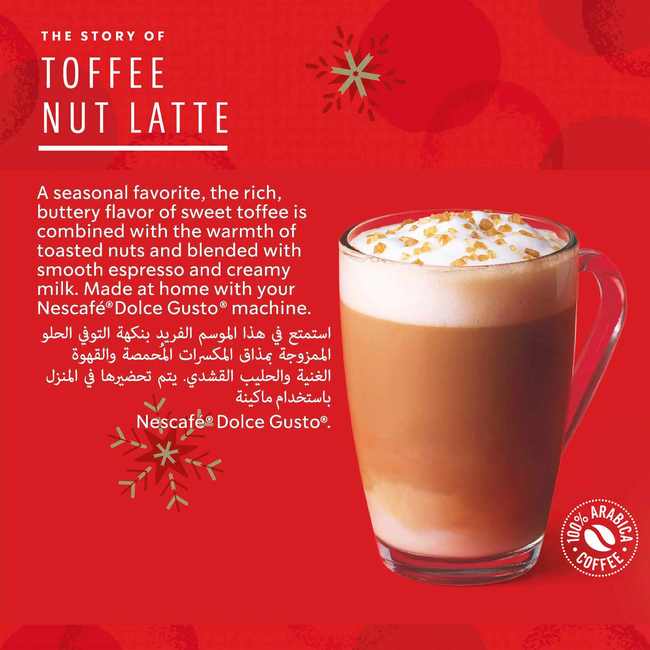 THE STORY OF
TOFFEE
NUT LATTE
A seasonal favorite, the rich,
buttery flavor of sweet toffee is
combined with the warmth of
toasted nuts and blended with
smooth espresso and creamy
milk. Made at home with your
Nescafé® Dolce Gusto® machine.
استمتع في هذا الموسم الفريد بنكهة التوفي الحلو
الممزوجة بمذاق المكسرات المُحمصة والقهوة
الغنية والحليب القشدي. يتم تحضيرها في المنزل
باستخدام ماكينة
Nescafé® Dolce Gusto®.
100% ARABICA
COFFEE